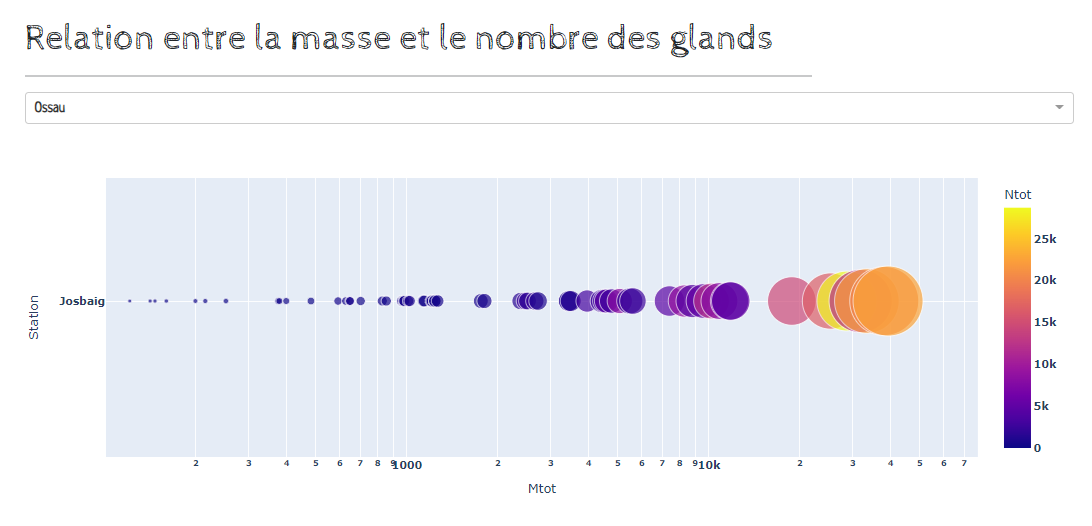 Relation entre la masse et le nombre des glands
Ossau
Ntot
25k
20k
15k
10k
5k
0
Station
Josbaig
2 3 4 5 6 7 8 9 1000 2 3 4 5 6 7 8 9 10k 2 3 4 5 6 7
Mtot